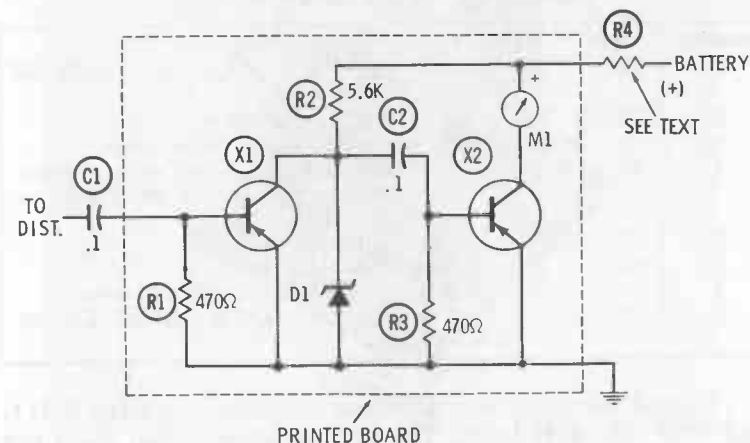 R4
BATTERY
(+)
SEE TEXT
R2
5.6K
+
M1
C2
.1
X1
X2
C1
.1
TO
DIST.
R1
470Ω
D1
R3
470Ω
PRINTED BOARD